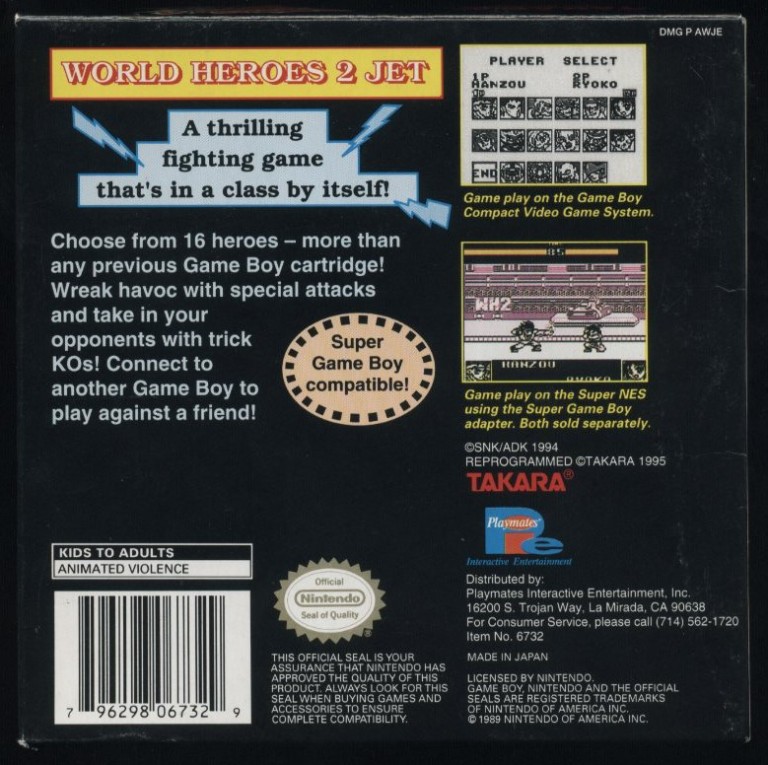 DMG P AWJE
WORLD HEROES 2 JET
A thrilling
fighting game
that's in a class by itself!
Choose from 16 heroes – more than
any previous Game Boy cartridge!
Wreak havoc with special attacks
and take in your
opponents with trick
KOs! Connect to
another Game Boy to
play against a friend!
Super
Game Boy
compatible!
PLAYER SELECT
1P 2P
HANZOU RYOKO
END
Game play on the Game Boy
Compact Video Game System.
WH2
HANZOU
RYOKO
Game play on the Super NES
using the Super Game Boy
adapter. Both sold separately.
©SNK/ADK 1994
REPROGRAMMED ©TAKARA 1995
TAKARA®
Playmates®
Interactive Entertainment
Distributed by:
Playmates Interactive Entertainment, Inc.
16200 S. Trojan Way, La Mirada, CA 90638
For Consumer Service, please call (714) 562-1720
Item No. 6732
MADE IN JAPAN
LICENSED BY NINTENDO.
GAME BOY, NINTENDO AND THE OFFICIAL
SEALS ARE REGISTERED TRADEMARKS
OF NINTENDO OF AMERICA INC.
© 1989 NINTENDO OF AMERICA INC.
KIDS TO ADULTS
ANIMATED VIOLENCE
7 96298 06732 9
Official
Nintendo
Seal of Quality
®
THIS OFFICIAL SEAL IS YOUR
ASSURANCE THAT NINTENDO HAS
APPROVED THE QUALITY OF THIS
PRODUCT. ALWAYS LOOK FOR THIS
SEAL WHEN BUYING GAMES AND
ACCESSORIES TO ENSURE
COMPLETE COMPATIBILITY.